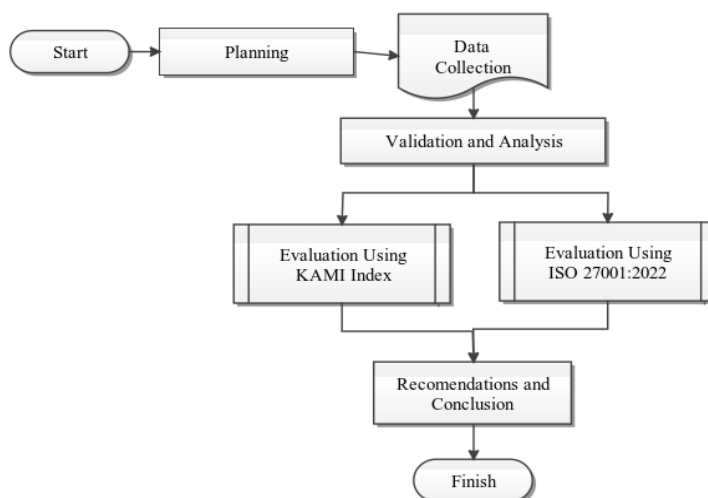 Start
Planning
Data
Collection
Validation and Analysis
Evaluation Using
KAMI Index
Evaluation Using
ISO 27001:2022
Recomendations and
Conclusion
Finish